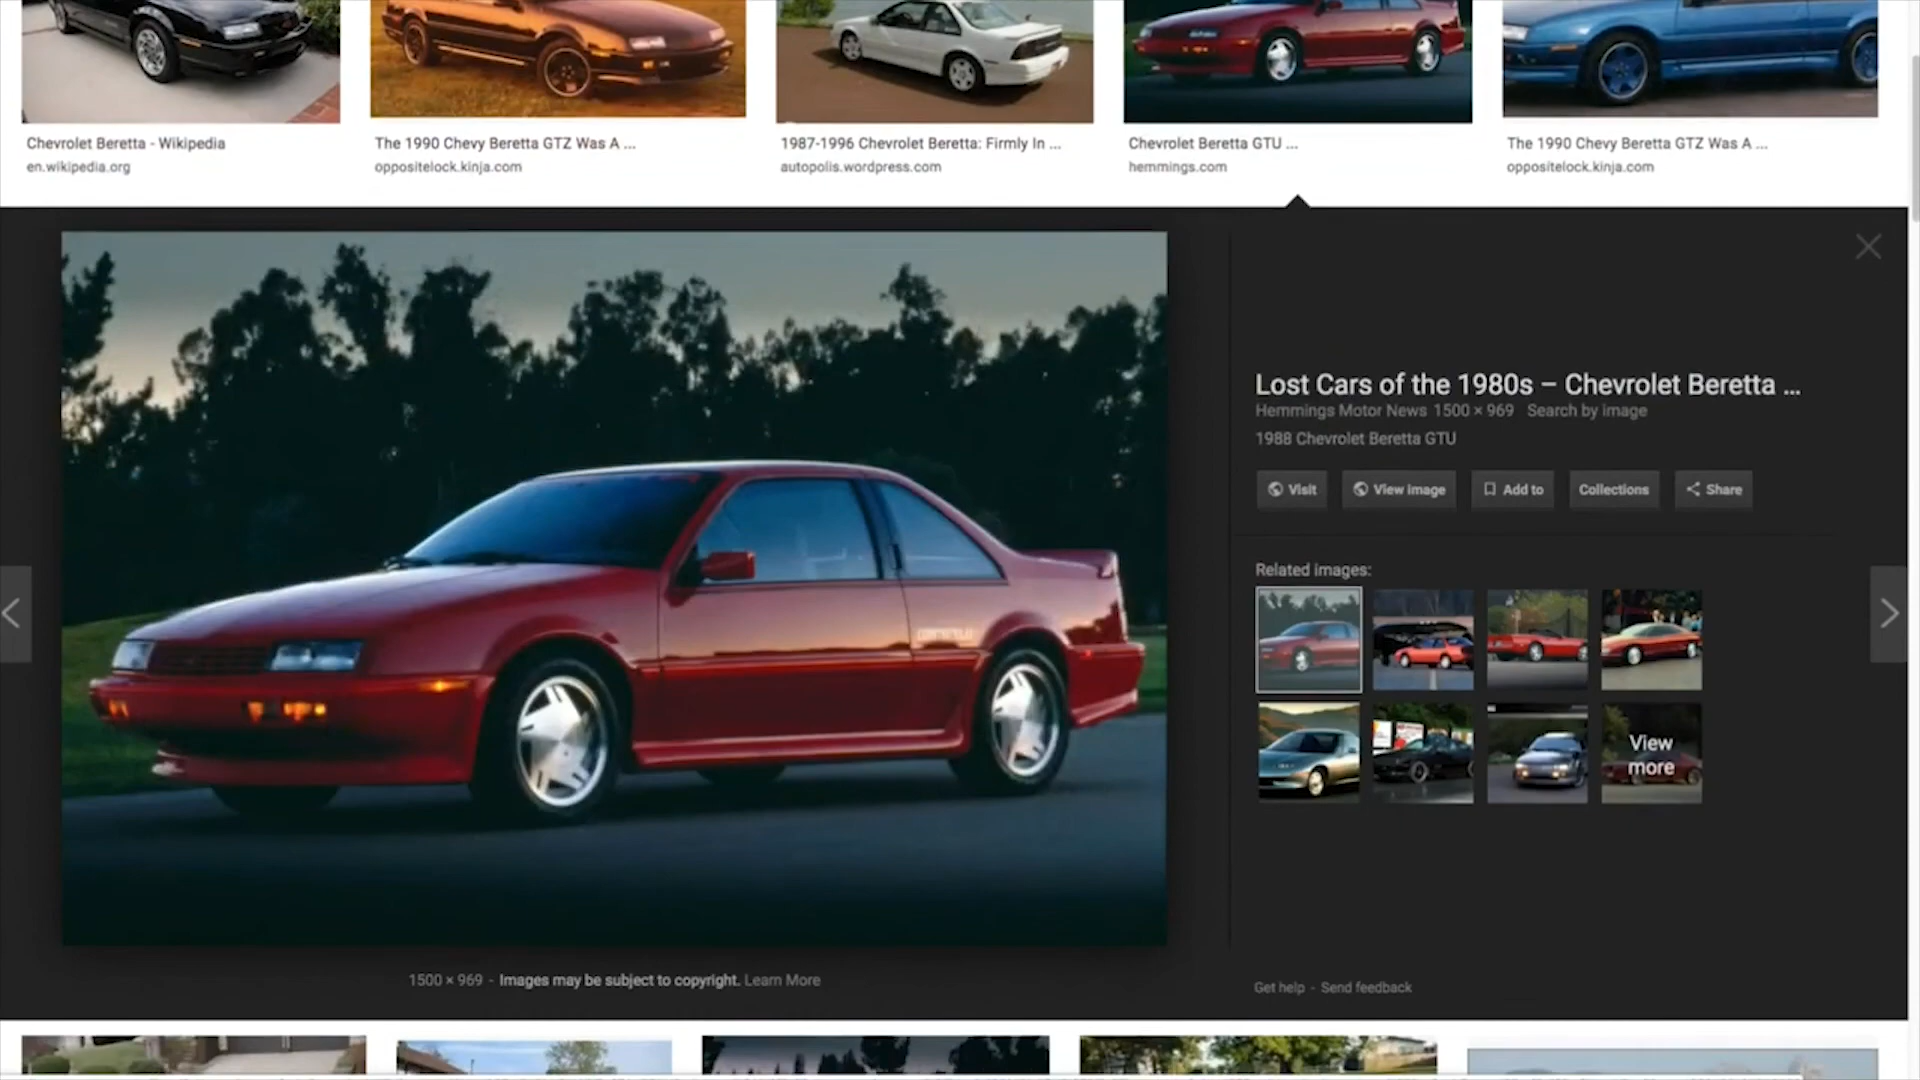 Chevrolet Beretta - Wikipedia
en.wikipedia.org
The 1990 Chevy Beretta GTZ Was A ...
oppositelock.kinja.com
1987-1996 Chevrolet Beretta: Firmly In ...
autopolis.wordpress.com
Chevrolet Beretta GTU ...
hemmings.com
The 1990 Chevy Beretta GTZ Was A ...
oppositelock.kinja.com
Lost Cars of the 1980s – Chevrolet Beretta ...
Hemmings Motor News 1500 × 969 Search by image
1988 Chevrolet Beretta GTU
Visit View image Add to Collections Share
Related images:
View
more
1500 × 969 - Images may be subject to copyright. Learn More
Get help - Send feedback